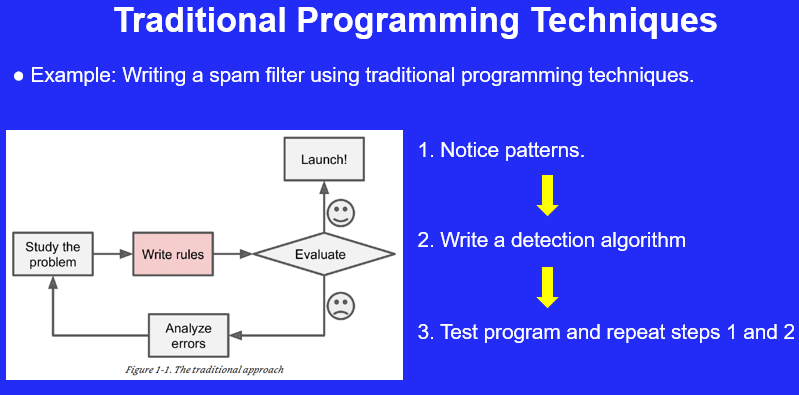 Traditional Programming Techniques
● Example: Writing a spam filter using traditional programming techniques.
Launch!
Study the
problem
Write rules
Evaluate
Analyze
errors
Figure 1-1. The traditional approach
1. Notice patterns.
2. Write a detection algorithm
3. Test program and repeat steps 1 and 2